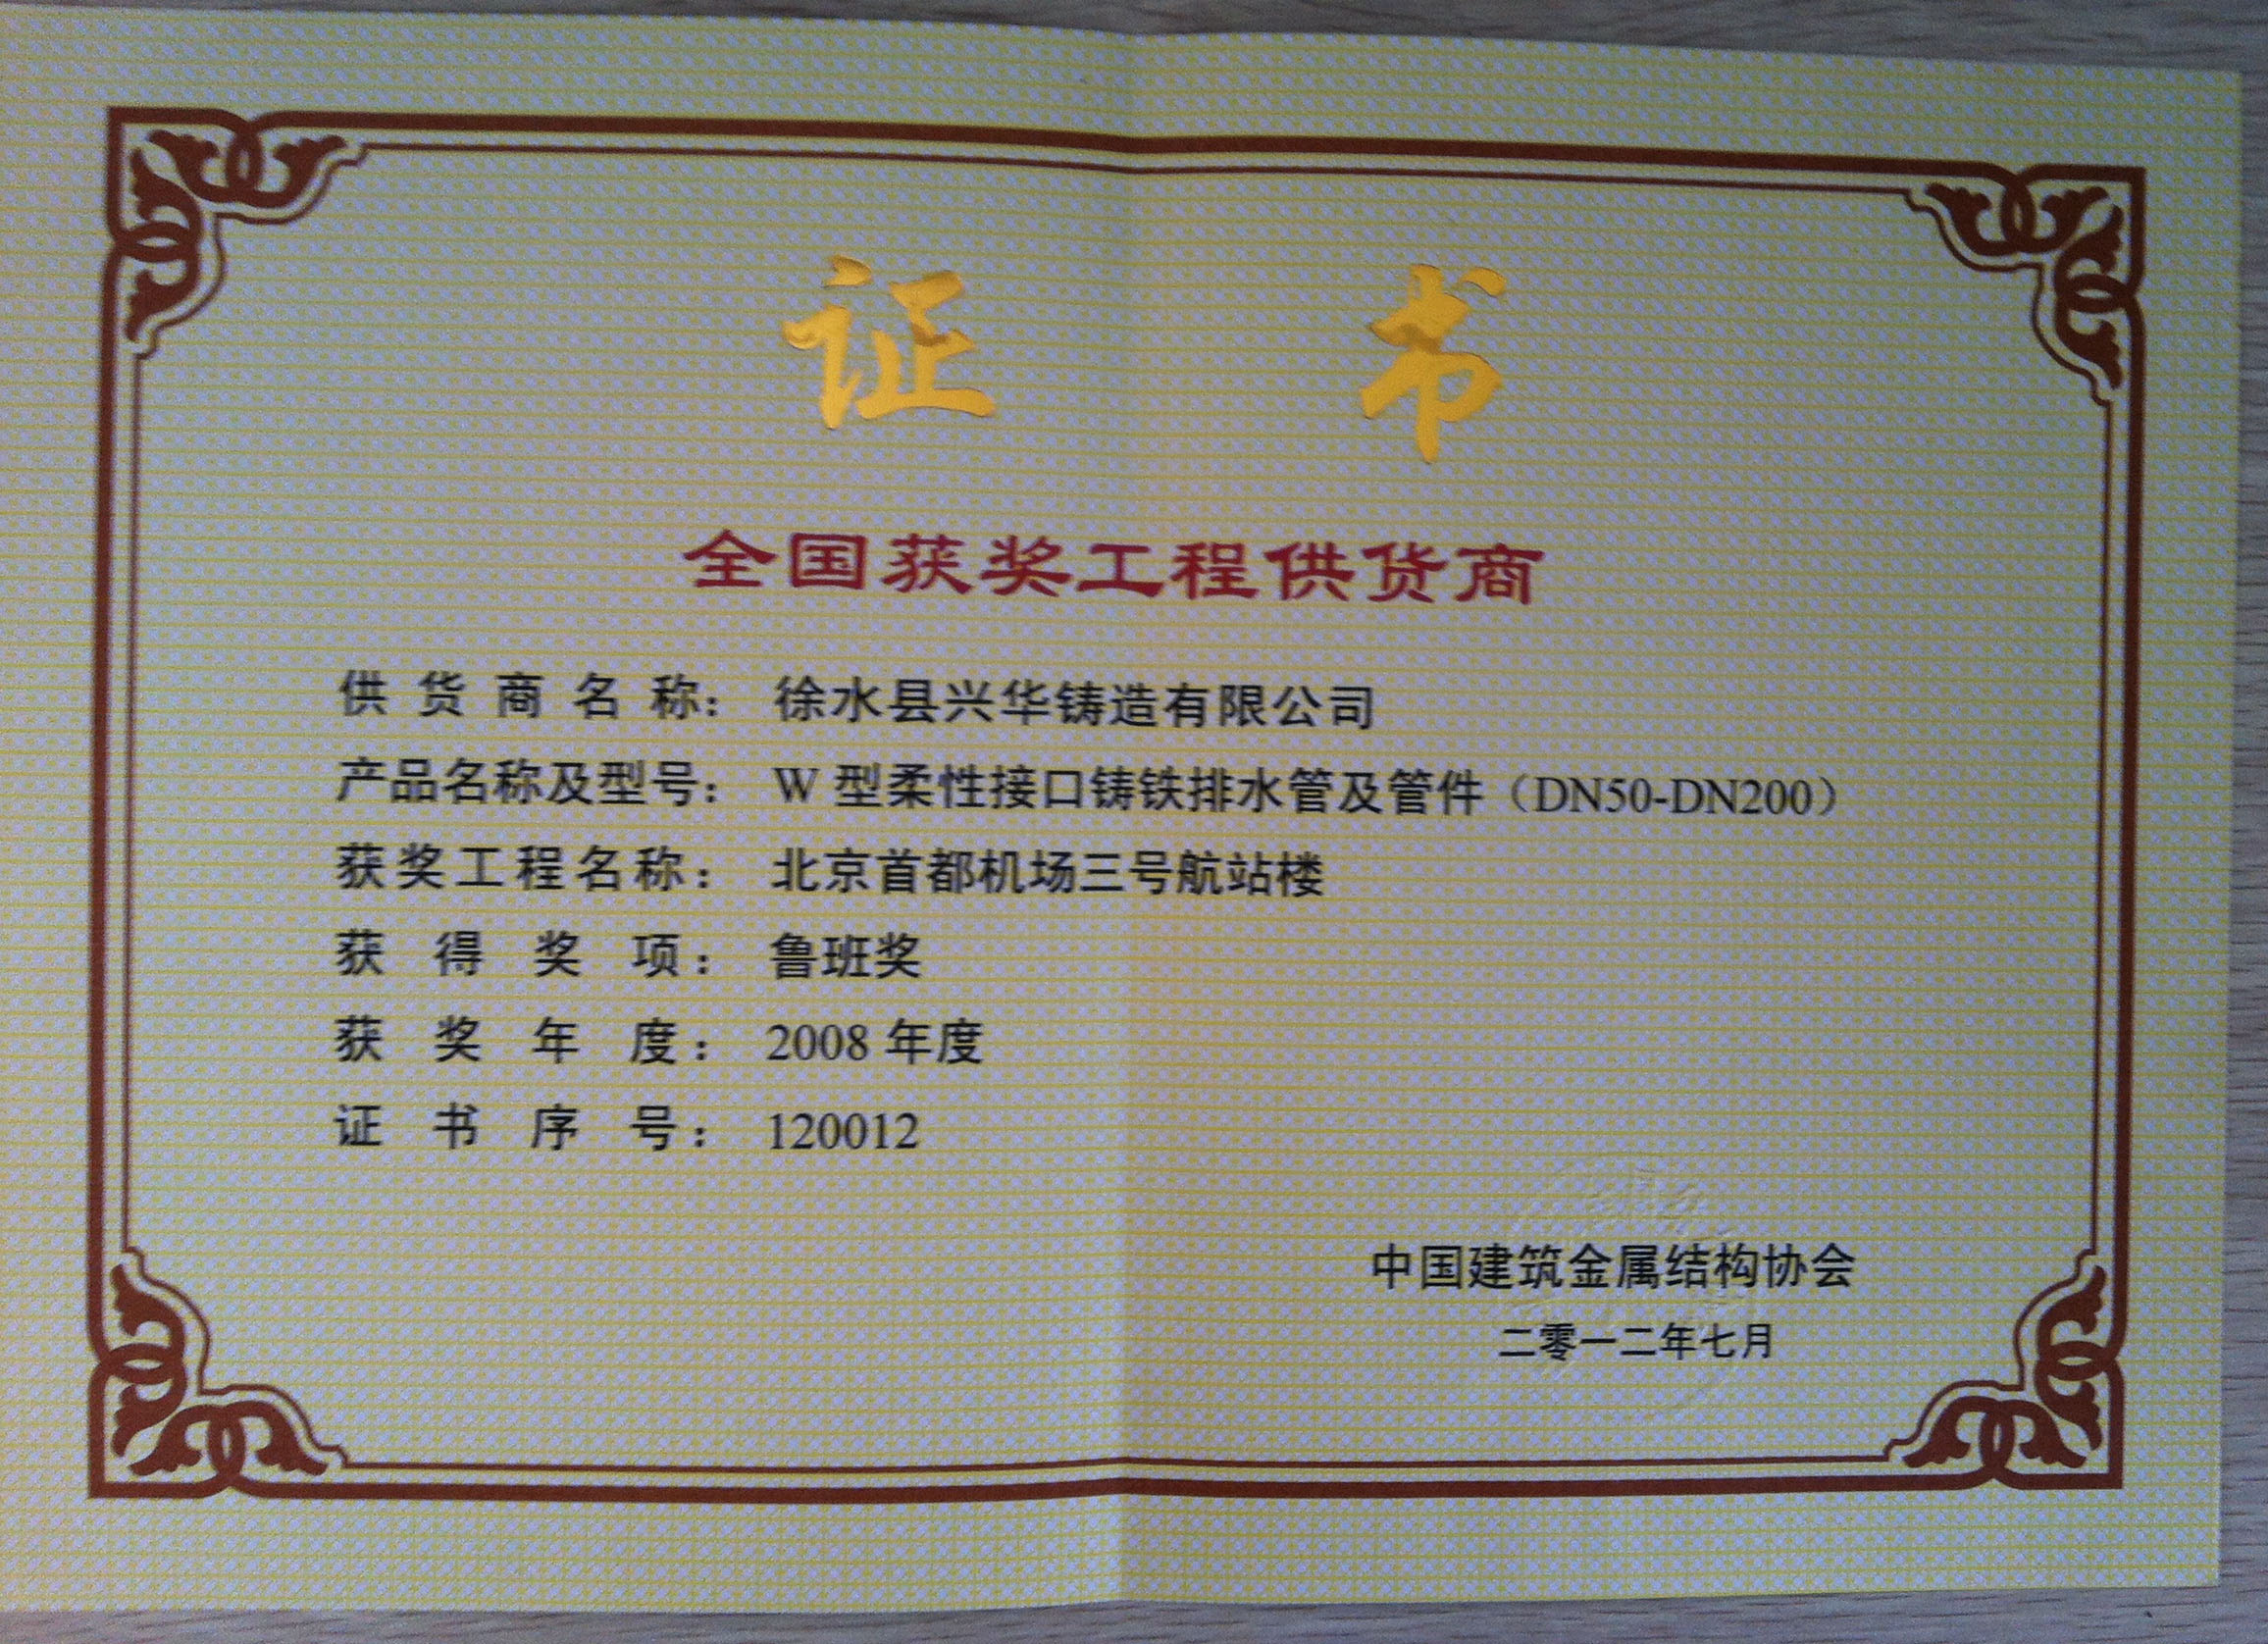 证 书
全国获奖工程供货商
供货商名称： 徐水县兴华铸造有限公司
产品名称及型号： W 型柔性接口铸铁排水管及管件（DN50-DN200）
获奖工程名称： 北京首都机场三号航站楼
获得奖项： 鲁班奖
获奖年度： 2008 年度
证书序号： 120012
中国建筑金属结构协会
二零一二年七月